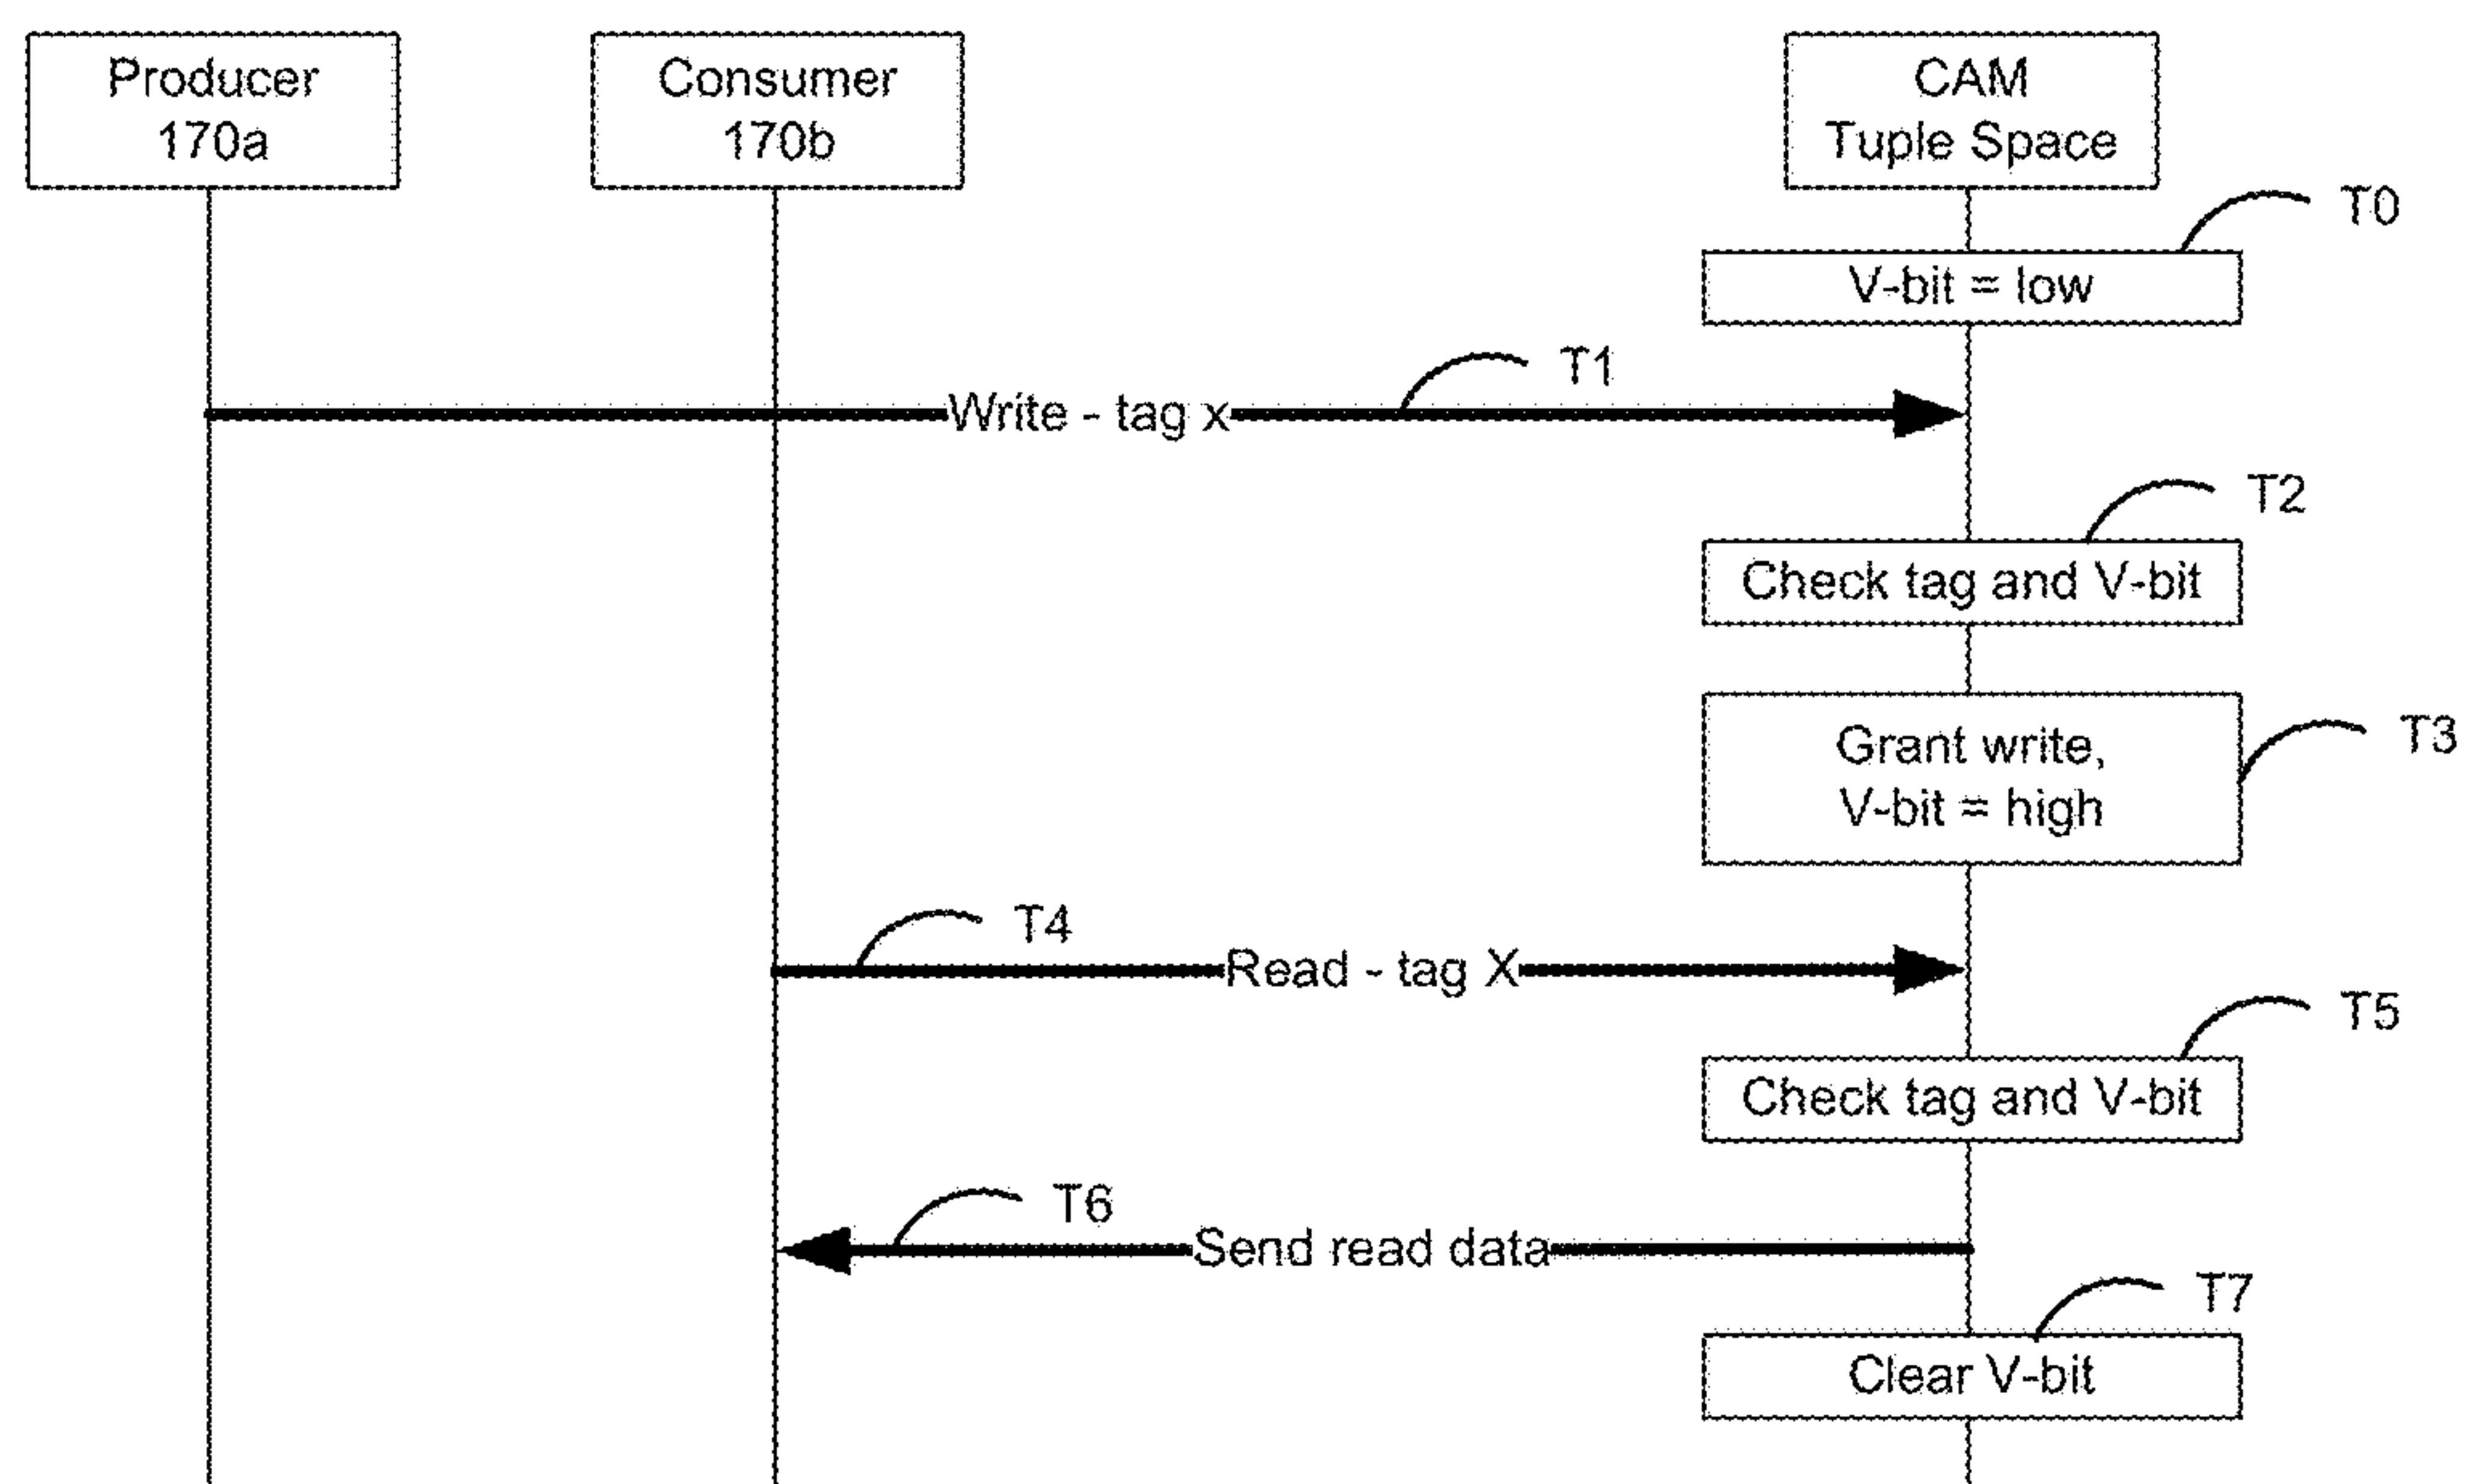 Producer
170a
Consumer
170b
CAM
Tuple Space
T0
V-bit = low
T1
Write - tag x
T2
Check tag and V-bit
T3
Grant write,
V-bit = high
T4
Read - tag X
T5
Check tag and V-bit
T6
Send read data
T7
Clear V-bit